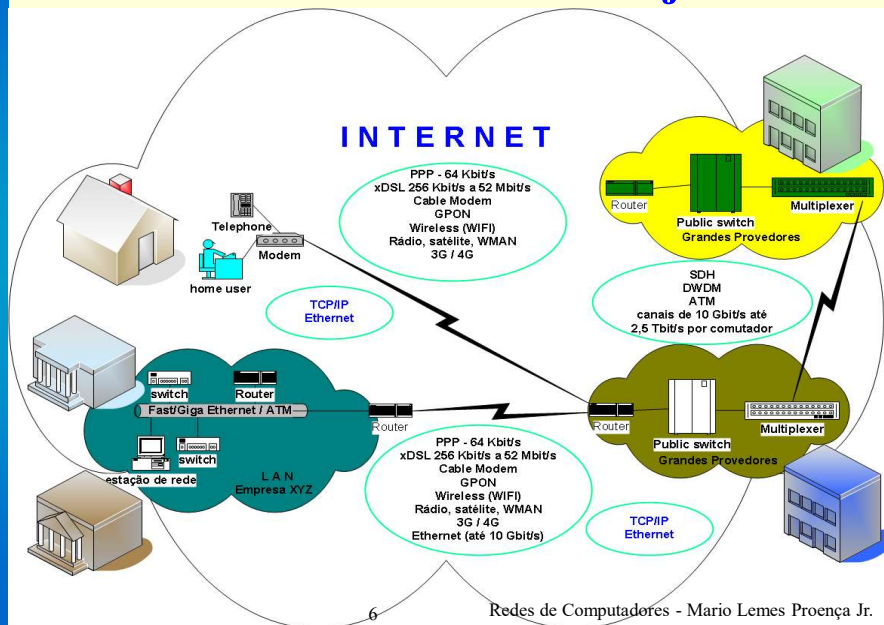 I N T E R N E T
PPP - 64 Kbit/s
xDSL 256 Kbit/s a 52 Mbit/s
Cable Modem
GPON
Wireless (WIFI)
Rádio, satélite, WMAN
3G / 4G
Telephone
Modem
home user
TCP/IP
Ethernet
Router
Public switch
Multiplexer
Grandes Provedores
SDH
DWDM
ATM
canais de 10 Gbit/s até
2,5 Tbit/s por comutador
switch
Router
Fast/Giga Ethernet / ATM
switch
estação de rede
L A N
Empresa XYZ
Router
PPP - 64 Kbit/s
xDSL 256 Kbit/s a 52 Mbit/s
Cable Modem
GPON
Wireless (WIFI)
Rádio, satélite, WMAN
3G / 4G
Ethernet (até 10 Gbit/s)
Router
Public switch
Multiplexer
Grandes Provedores
TCP/IP
Ethernet
6
Redes de Computadores - Mario Lemes Proença Jr.